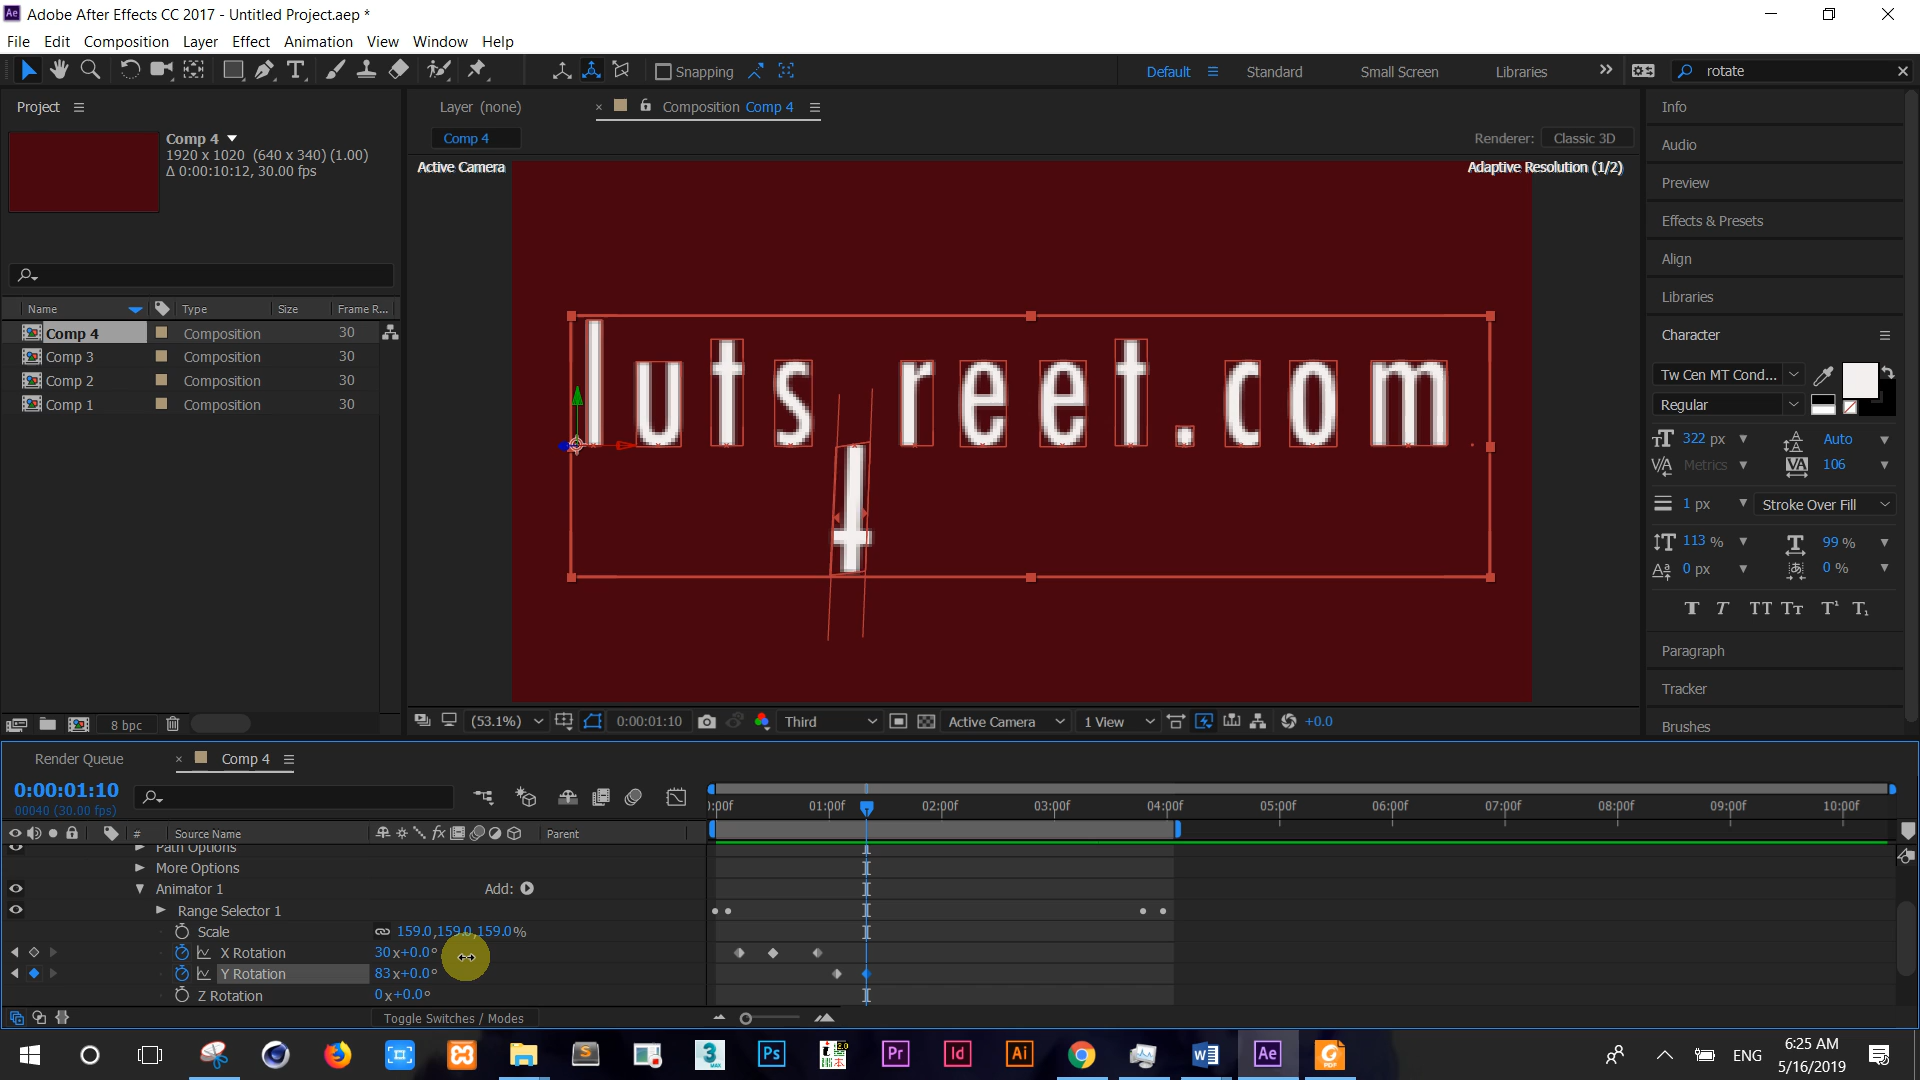 Adobe After Effects CC 2017 - Untitled Project.aep *
File Edit Composition Layer Effect Animation View Window Help
Snapping
Default Standard Small Screen Libraries
rotate
Project
Layer (none)
Composition Comp 4
Comp 4
Renderer: Classic 3D
Comp 4
1920 x 1020 (640 x 340) (1.00)
Δ 0:00:10:12, 30.00 fps
Active Camera
Adaptive Resolution (1/2)
Name Type Size Frame R...
Comp 4 Composition 30
Comp 3 Composition 30
Comp 2 Composition 30
Comp 1 Composition 30
8 bpc
luts reet.com
t
(53.1%) 0:00:01:10 Third Active Camera 1 View +0.0
Info
Audio
Preview
Effects & Presets
Align
Libraries
Character
Tw Cen MT Cond...
Regular
322 px Auto
Metrics 106
1 px Stroke Over Fill
113 % 99 %
0 px 0 %
T T TT Tт T¹ T₁
Paragraph
Tracker
Brushes
Render Queue Comp 4
0:00:01:10
00040 (30.00 fps)
):00f 01:00f 02:00f 03:00f 04:00f 05:00f 06:00f 07:00f 08:00f 09:00f 10:00f
# Source Name Parent
Path Options
More Options
Animator 1 Add:
Range Selector 1
Scale 159.0,159.0,159.0%
X Rotation 30x+0.0°
Y Rotation 83x+0.0°
Z Rotation 0x+0.0°
Toggle Switches / Modes
ENG
6:25 AM
5/16/2019